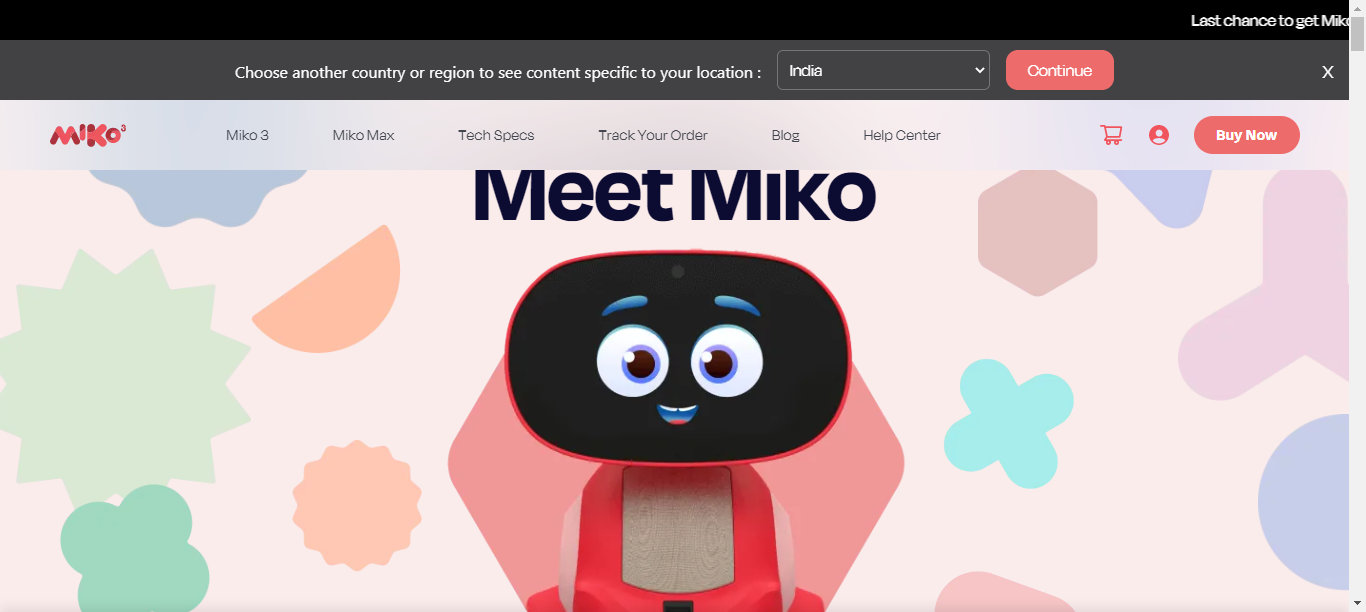 Last chance to get Miko
Choose another country or region to see content specific to your location :
India
Continue
X
MIKO3
Miko 3
Miko Max
Tech Specs
Track Your Order
Blog
Help Center
Buy Now
Meet Miko